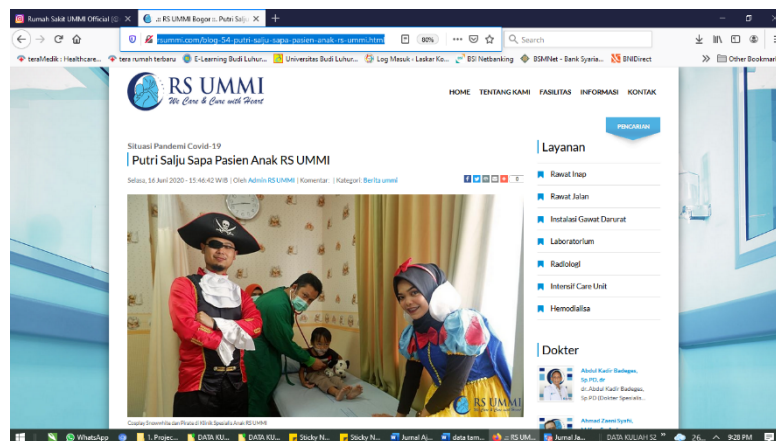 Rumah Sakit UMMI Official
.:: RS UMMI Bogor ::. Putri Salju
rsummi.com/blog-54-putri-salju-sapa-pasien-anak-rs-ummi.html
80%
Search
teraMedik : Healthcare...
tera rumah terbaru
E-Learning Budi Luhur...
Universitas Budi Luhur...
Log Masuk - Laskar Ko...
BSI Netbanking
BSMNet - Bank Syaria...
BNIDirect
Other Bookmar
RS UMMI
We Care & Cure with Heart
HOME TENTANG KAMI FASILITAS INFORMASI KONTAK
PENCARIAN
Situasi Pandemi Covid-19
Putri Salju Sapa Pasien Anak RS UMMI
Selasa, 16 Juni 2020 - 15:46:42 WIB | Oleh Admin RS UMMI | Komentar: | Kategori: Berita ummi
0
RS UMMI
Cosplay Snowwhite dan Pirate di Klinik Spesialis Anak RS UMMI
Layanan
Rawat Inap
Rawat Jalan
Instalasi Gawat Darurat
Laboratorium
Radiologi
Intensif Care Unit
Hemodialisa
Dokter
Abdul Kadir Badeges,
Sp.PD, dr
dr. Abdul Kadir Badeges,
Sp.PD (Dokter Spesialis...
Ahmad Zaeni Syafii,
WhatsApp
1. Projec...
DATA KU...
DATA KU...
Sticky N...
Sticky N...
Jurnal Aj...
data tam...
.:: RS UM...
Jurnal Ja...
DATA KULIAH S2
26...
9:28 PM